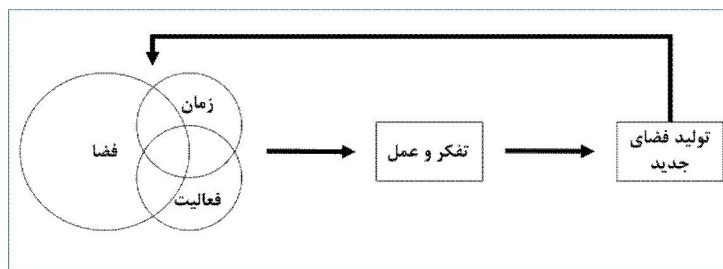 زمان
فضا
فعالیت
تفکر و عمل
تولید فضای
جدید